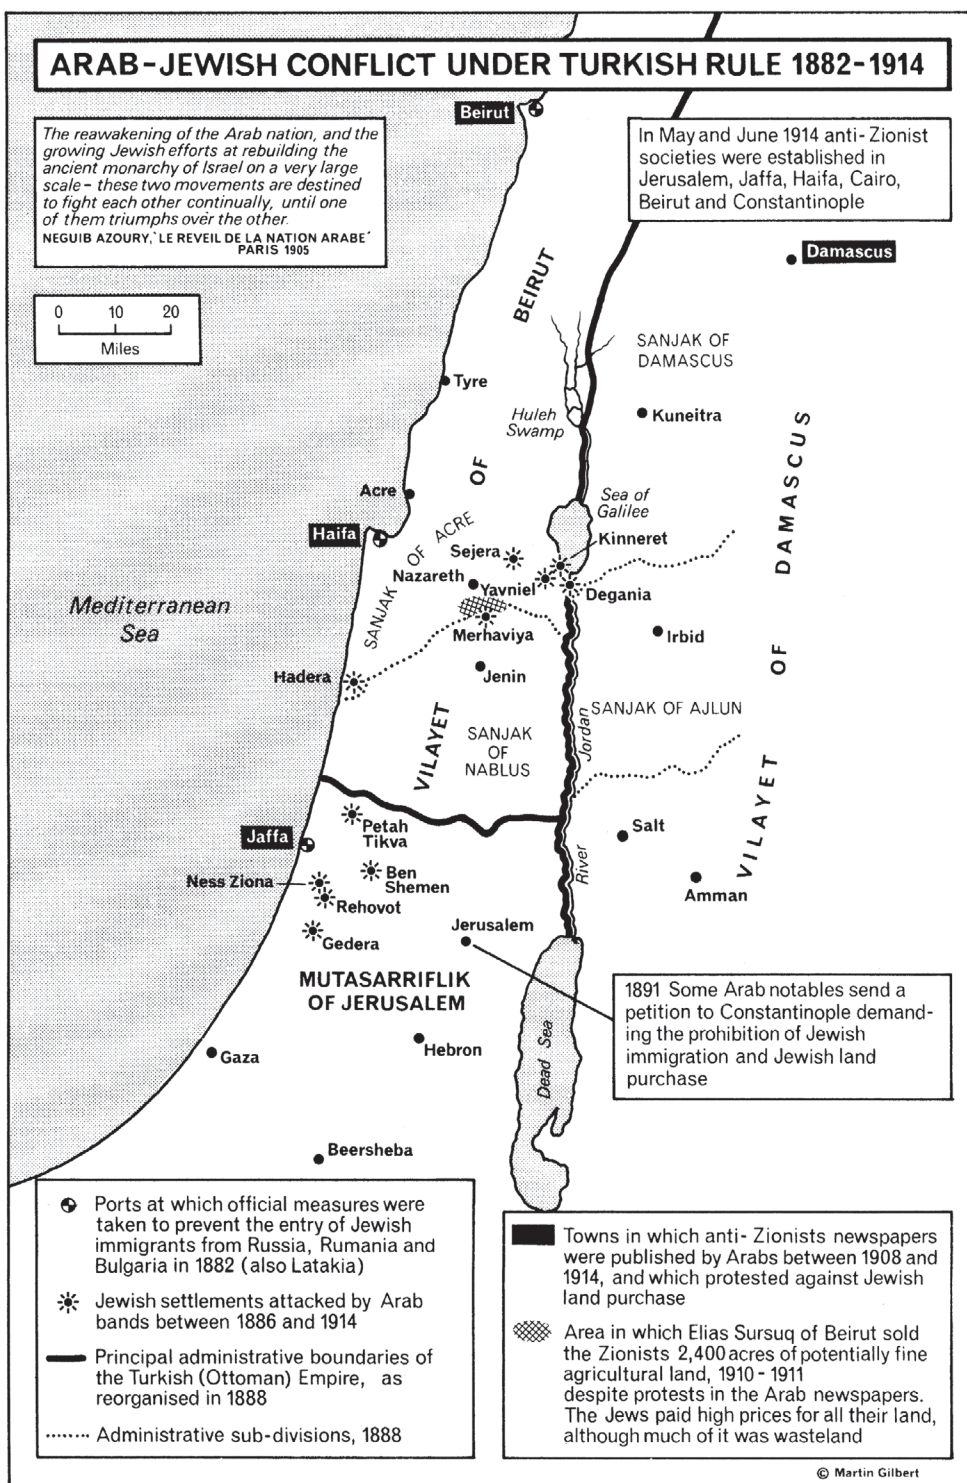 ARAB-JEWISH CONFLICT UNDER TURKISH RULE 1882-1914
Beirut
The reawakening of the Arab nation, and the
growing Jewish efforts at rebuilding the
ancient monarchy of Israel on a very large
scale - these two movements are destined
to fight each other continually, until one
of them triumphs over the other.
NEGUIB AZOURY, 'LE REVEIL DE LA NATION ARABE'
PARIS 1905
In May and June 1914 anti-Zionist
societies were established in
Jerusalem, Jaffa, Haifa, Cairo,
Beirut and Constantinople
Damascus
0 10 20
Miles
VILAYET OF BEIRUT
SANJAK OF
DAMASCUS
Tyre
Kuneitra
Huleh
Swamp
VILAYET OF DAMASCUS
Acre
Sea of
Galilee
Haifa
SANJAK OF ACRE
Kinneret
Sejera
Nazareth
Yavniel
Degania
Mediterranean
Sea
Merhaviya
Irbid
Hadera
Jenin
SANJAK OF AJLUN
SANJAK
OF
NABLUS
River Jordan
Petah
Tikva
Salt
Jaffa
Ben
Shemen
Ness Ziona
Amman
Rehovot
Jerusalem
Gedera
MUTASARRIFLIK
OF JERUSALEM
1891 Some Arab notables send a
petition to Constantinople demand-
ing the prohibition of Jewish
immigration and Jewish land
purchase
Dead Sea
Hebron
Gaza
Beersheba
Ports at which official measures were
taken to prevent the entry of Jewish
immigrants from Russia, Rumania and
Bulgaria in 1882 (also Latakia)
Jewish settlements attacked by Arab
bands between 1886 and 1914
Principal administrative boundaries of
the Turkish (Ottoman) Empire, as
reorganised in 1888
Administrative sub-divisions, 1888
Towns in which anti-Zionists newspapers
were published by Arabs between 1908 and
1914, and which protested against Jewish
land purchase
Area in which Elias Sursuq of Beirut sold
the Zionists 2,400 acres of potentially fine
agricultural land, 1910-1911
despite protests in the Arab newspapers.
The Jews paid high prices for all their land,
although much of it was wasteland
© Martin Gilbert